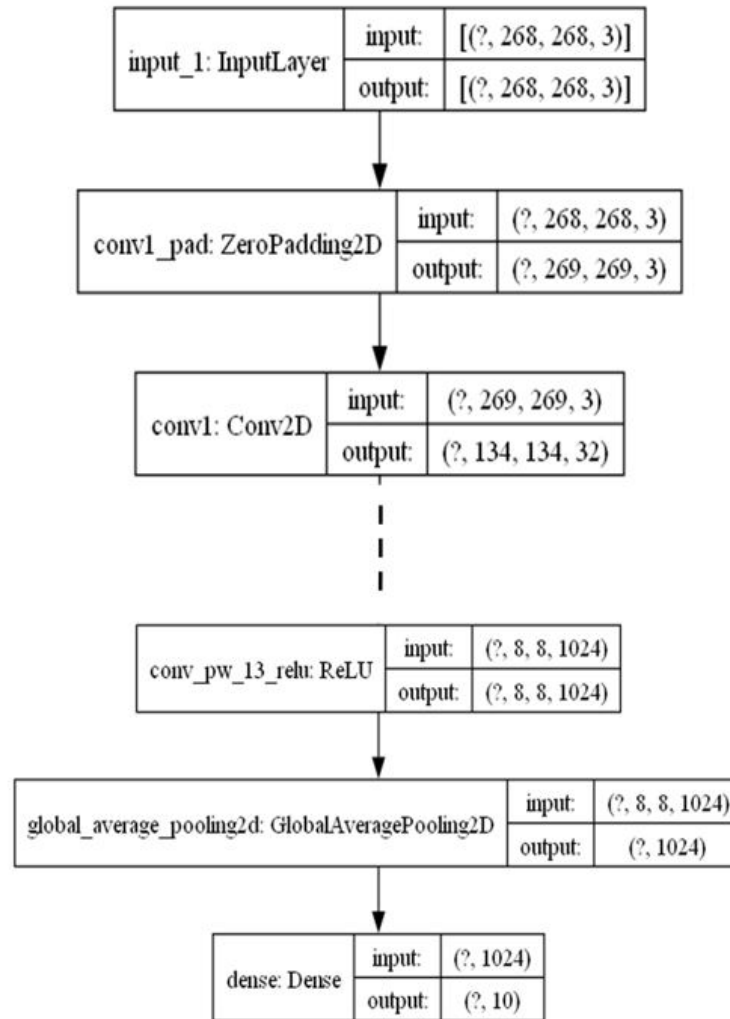 input_1: InputLayer
input: [(?, 268, 268, 3)]
output: [(?, 268, 268, 3)]
conv1_pad: ZeroPadding2D
input: (?, 268, 268, 3)
output: (?, 269, 269, 3)
conv1: Conv2D
input: (?, 269, 269, 3)
output: (?, 134, 134, 32)
conv_pw_13_relu: ReLU
input: (?, 8, 8, 1024)
output: (?, 8, 8, 1024)
global_average_pooling2d: GlobalAveragePooling2D
input: (?, 8, 8, 1024)
output: (?, 1024)
dense: Dense
input: (?, 1024)
output: (?, 10)